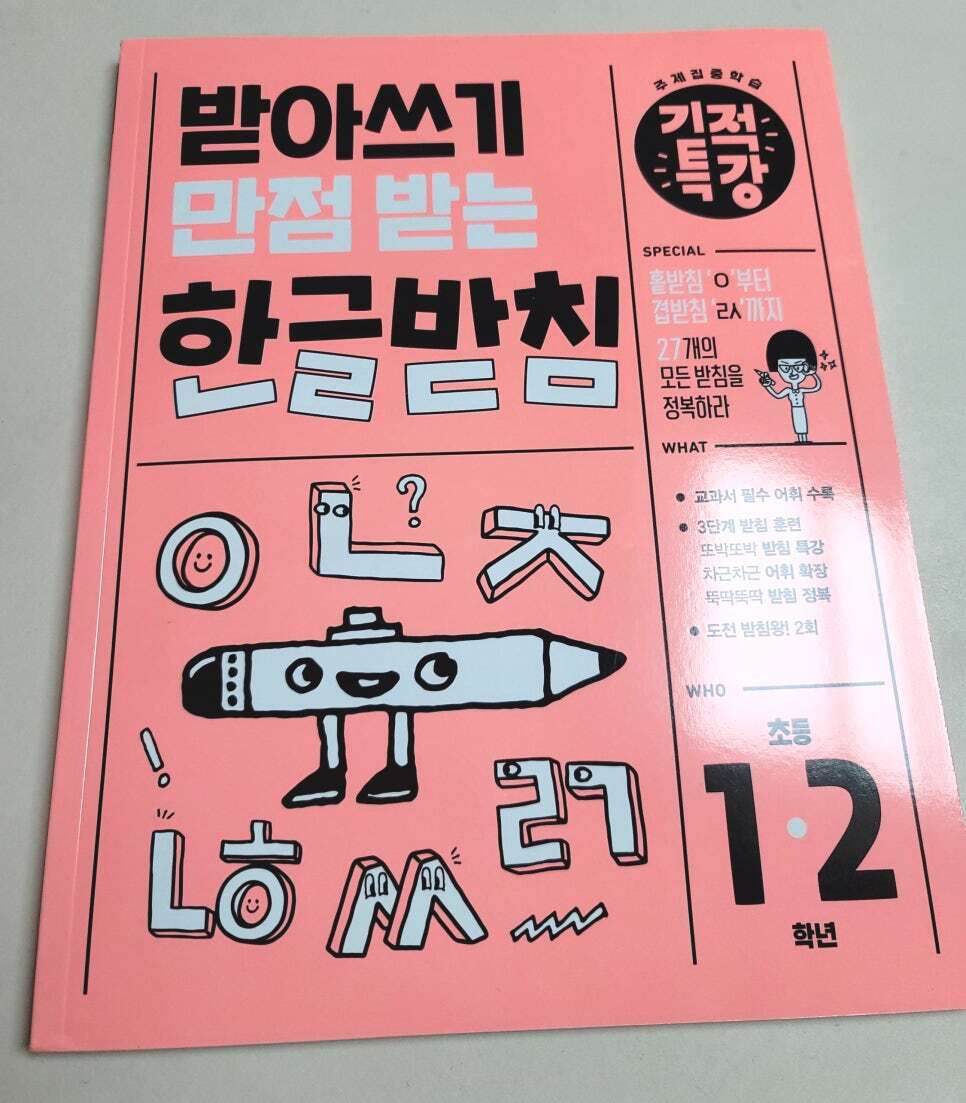 받아쓰기
만점 받는
한글받침
주제집중학습
기적
특강
SPECIAL
홑받침 'ㅇ'부터
겹받침 'ㄽ'까지
27개의
모든 받침을
정복하라
WHAT
● 교과서 필수 어휘 수록
● 3단계 받침 훈련
또박또박 받침 특강
차근차근 어휘 확장
뚝딱뚝딱 받침 정복
● 도전 받침왕! 2회
WHO
초등
1·2
학년
ㅇ ㄴ ? ㅈ
!
ㄶ ㅆ ㄺ